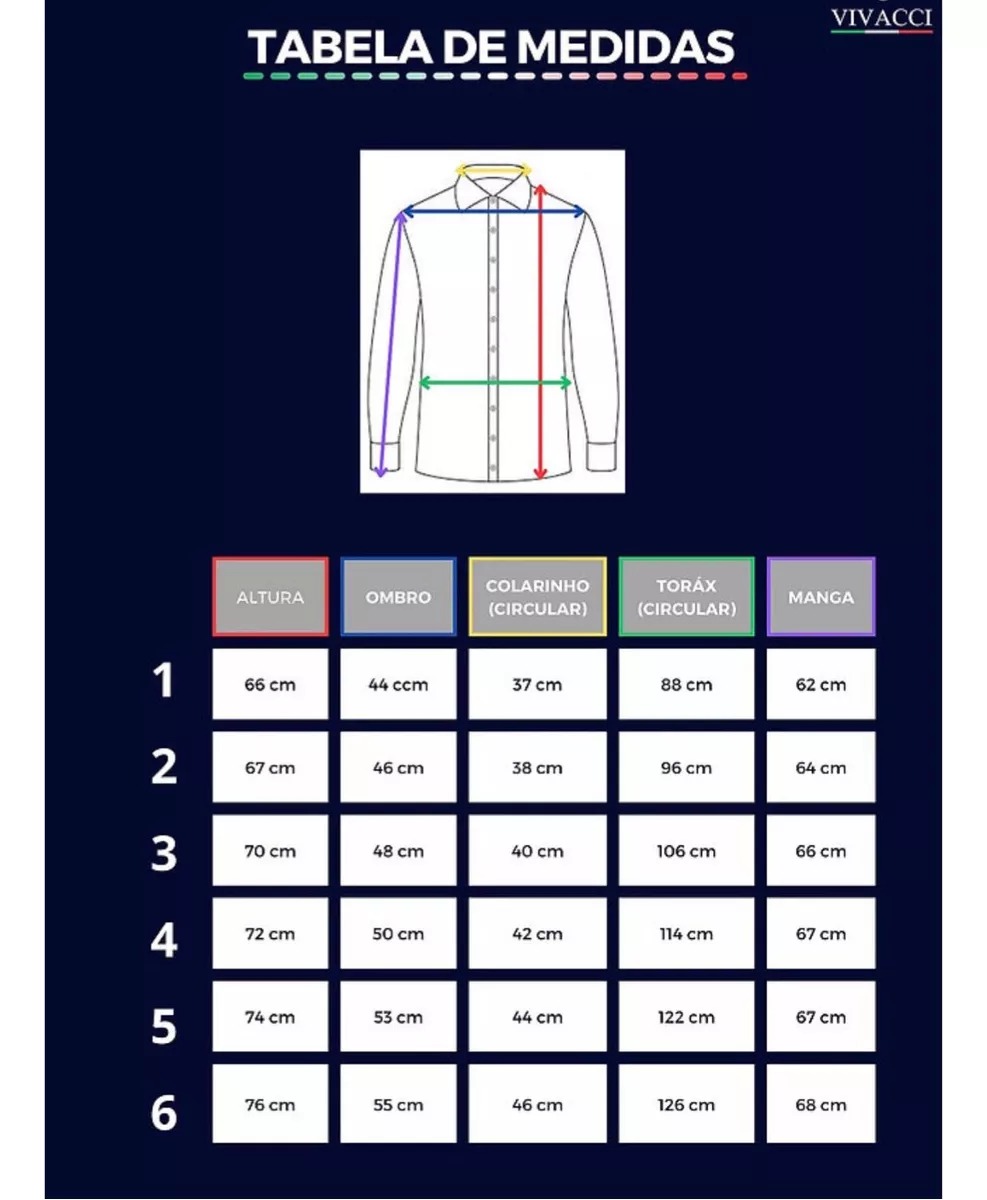 VIVACCI
TABELA DE MEDIDAS
ALTURA OMBRO COLARINHO (CIRCULAR) TORÁX (CIRCULAR) MANGA
1 66 cm 44 ccm 37 cm 88 cm 62 cm
2 67 cm 46 cm 38 cm 96 cm 64 cm
3 70 cm 48 cm 40 cm 106 cm 66 cm
4 72 cm 50 cm 42 cm 114 cm 67 cm
5 74 cm 53 cm 44 cm 122 cm 67 cm
6 76 cm 55 cm 46 cm 126 cm 68 cm